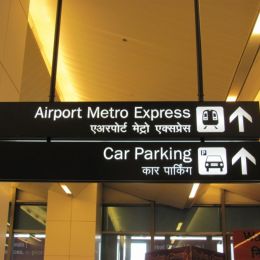 Airport Metro Express
एअरपोर्ट मेट्रो एक्सप्रेस
Car Parking
कार पार्किंग